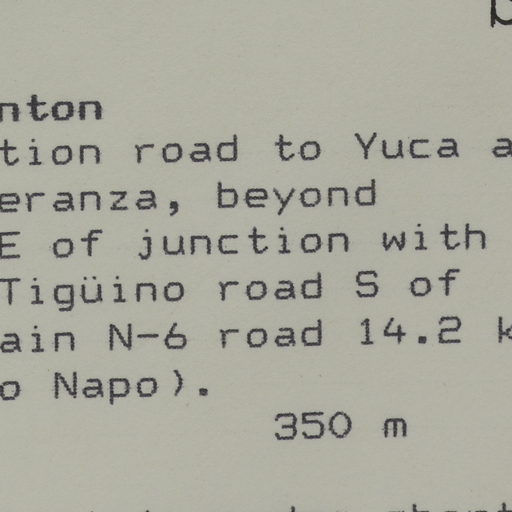 nton
tion road to Yuca a
eranza, beyond
E of junction with
Tigüino road S of
ain N-6 road 14.2 k
o Napo).
350 m